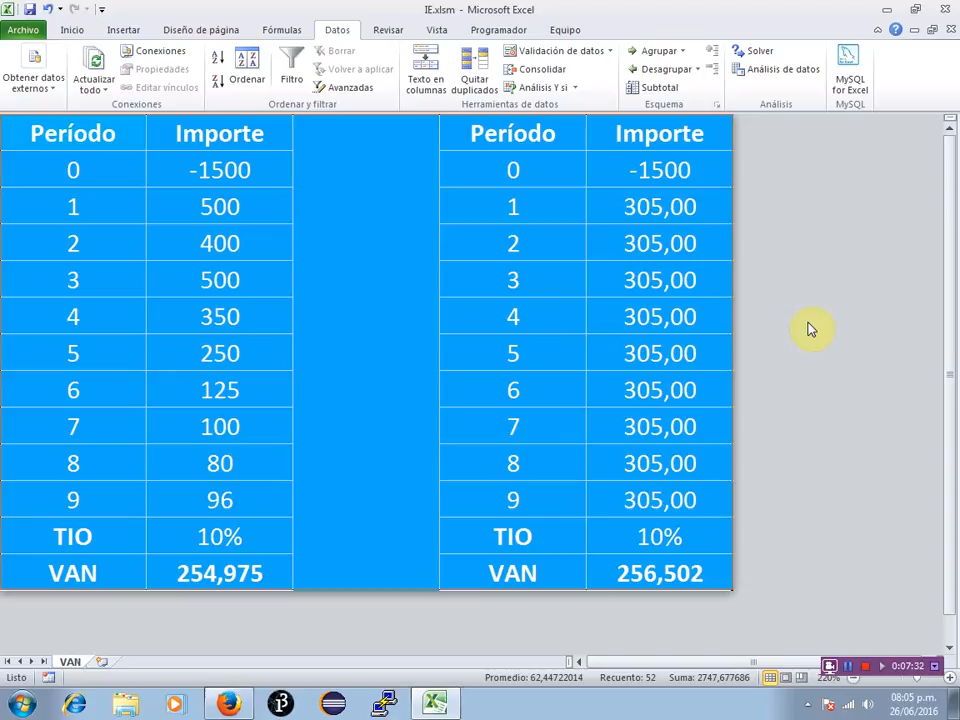 IE.xlsm - Microsoft Excel
Archivo Inicio Insertar Diseño de página Fórmulas Datos Revisar Vista Programador Equipo
Obtener datos externos
Actualizar todo
Conexiones
Propiedades
Editar vínculos
Conexiones
Ordenar
Filtro
Borrar
Volver a aplicar
Avanzadas
Ordenar y filtrar
Texto en columnas
Quitar duplicados
Validación de datos
Consolidar
Análisis Y si
Herramientas de datos
Agrupar
Desagrupar
Subtotal
Esquema
Solver
Análisis de datos
Análisis
MySQL for Excel
MySQL
Período Importe Período Importe
0 -1500 0 -1500
1 500 1 305,00
2 400 2 305,00
3 500 3 305,00
4 350 4 305,00
5 250 5 305,00
6 125 6 305,00
7 100 7 305,00
8 80 8 305,00
9 96 9 305,00
TIO 10% TIO 10%
VAN 254,975 VAN 256,502
VAN
0:07:32
Listo
Promedio: 62,44722014 Recuento: 52 Suma: 2747,677686
220%
08:05 p.m.
26/06/2016